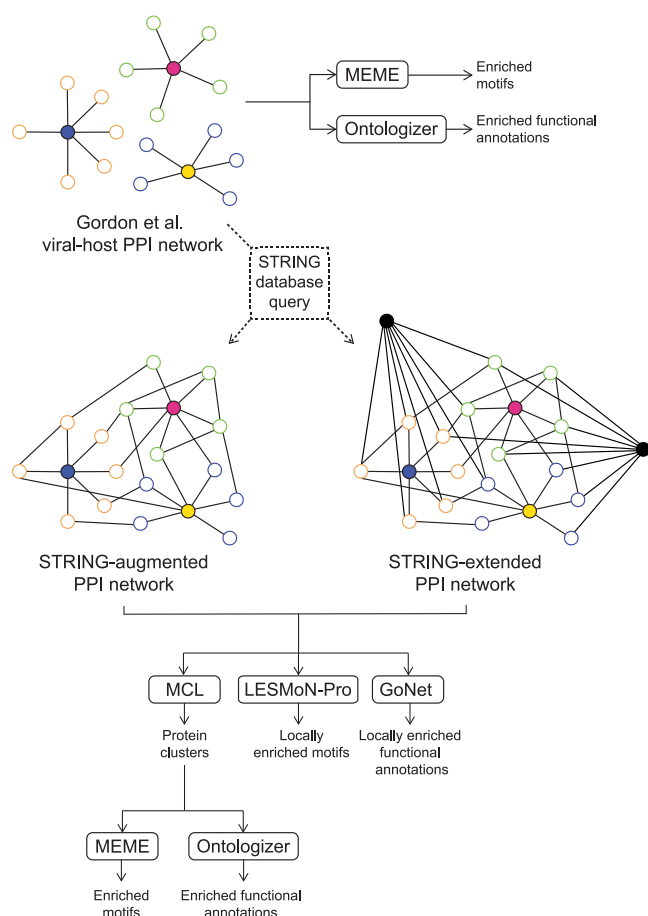 MEME
Enriched
motifs
Ontologizer
Enriched functional
annotations
Gordon et al.
viral-host PPI network
STRING
database
query
STRING-augmented
PPI network
STRING-extended
PPI network
MCL
LESMoN-Pro
GoNet
Protein
clusters
Locally
enriched motifs
Locally enriched
functional
annotations
MEME
Ontologizer
Enriched
motifs
Enriched functional
annotations